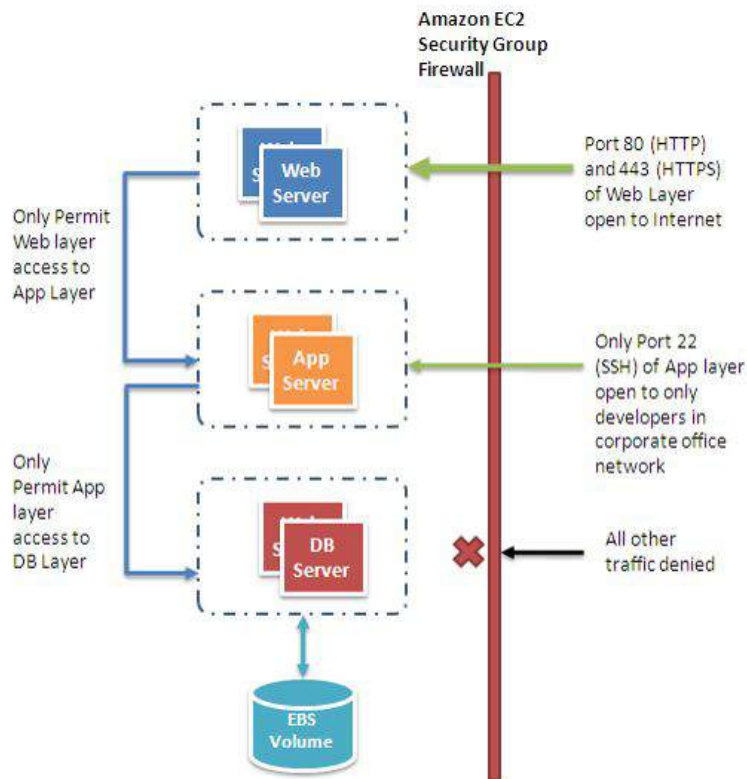 Amazon EC2
Security Group
Firewall
Web
Server
Port 80 (HTTP)
and 443 (HTTPS)
of Web Layer
open to Internet
Only Permit
Web layer
access to
App Layer
App
Server
Only Port 22
(SSH) of App layer
open to only
developers in
corporate office
network
Only
Permit App
layer
access to
DB Layer
DB
Server
All other
traffic denied
EBS
Volume